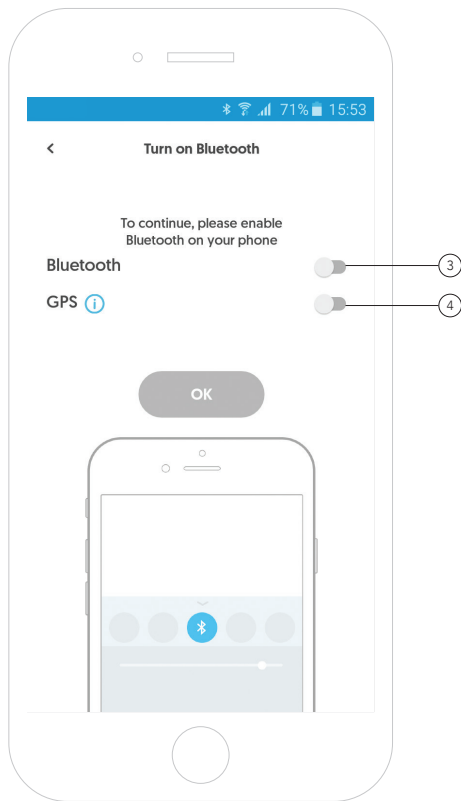 71% 15:53
Turn on Bluetooth
To continue, please enable
Bluetooth on your phone
Bluetooth
3
GPS i
4
OK